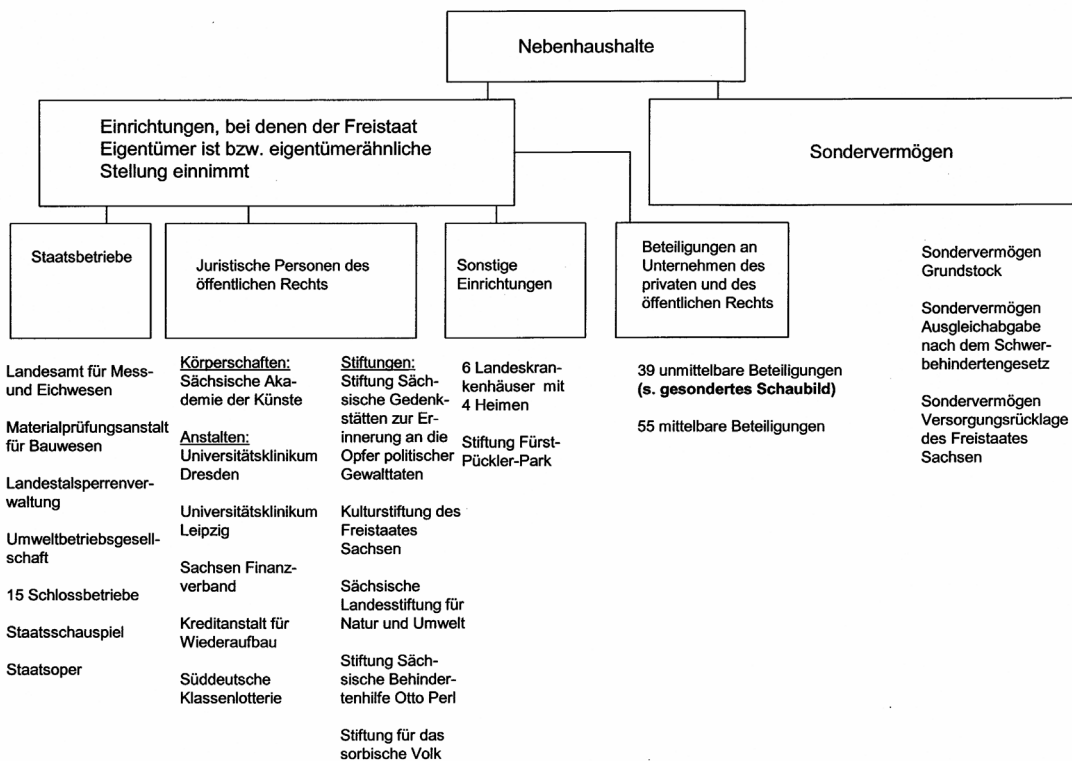 Nebenhaushalte
Einrichtungen, bei denen der Freistaat
Eigentümer ist bzw. eigentümerähnliche
Stellung einnimmt
Sondervermögen
Staatsbetriebe
Landesamt für Mess-
und Eichwesen
Materialprüfungsanstalt
für Bauwesen
Landestalsperrenver-
waltung
Umweltbetriebsgesell-
schaft
15 Schlossbetriebe
Staatsschauspiel
Staatsoper
Juristische Personen des
öffentlichen Rechts
Körperschaften:
Sächsische Aka-
demie der Künste
Anstalten:
Universitätsklinikum
Dresden
Universitätsklinikum
Leipzig
Sachsen Finanz-
verband
Kreditanstalt für
Wiederaufbau
Süddeutsche
Klassenlotterie
Stiftungen:
Stiftung Säch-
sische Gedenk-
stätten zur Er-
innerung an die
Opfer politischer
Gewalttaten
Kulturstiftung des
Freistaates
Sachsen
Sächsische
Landesstiftung für
Natur und Umwelt
Stiftung Säch-
sische Behinder-
tenhilfe Otto Perl
Stiftung für das
sorbische Volk
Sonstige
Einrichtungen
6 Landeskran-
kenhäuser mit
4 Heimen
Stiftung Fürst-
Pückler-Park
Beteiligungen an
Unternehmen des
privaten und des
öffentlichen Rechts
39 unmittelbare Beteiligungen
(s. gesondertes Schaubild)
55 mittelbare Beteiligungen
Sondervermögen
Grundstock
Sondervermögen
Ausgleichabgabe
nach dem Schwer-
behindertengesetz
Sondervermögen
Versorgungsrücklage
des Freistaates
Sachsen